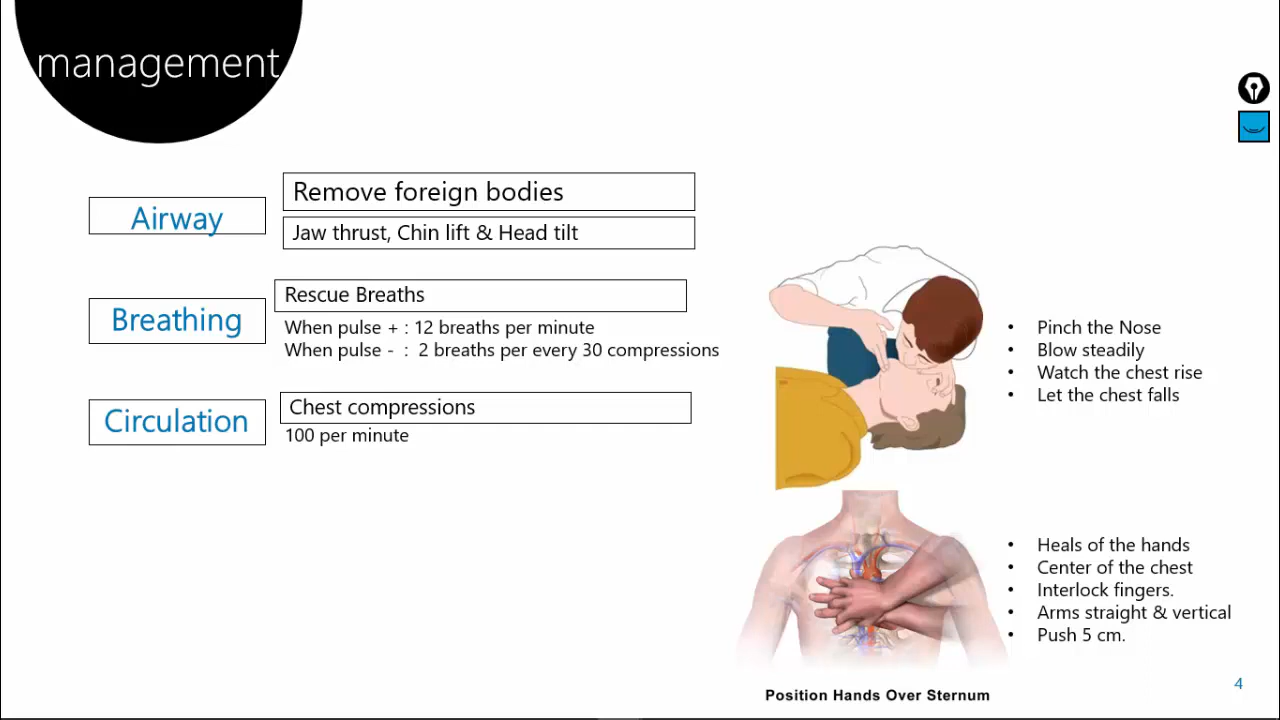 management
Airway
Remove foreign bodies
Jaw thrust, Chin lift & Head tilt
Breathing
Rescue Breaths
When pulse + : 12 breaths per minute
When pulse - : 2 breaths per every 30 compressions
Circulation
Chest compressions
100 per minute
• Pinch the Nose
• Blow steadily
• Watch the chest rise
• Let the chest falls
• Heals of the hands
• Center of the chest
• Interlock fingers.
• Arms straight & vertical
• Push 5 cm.
Position Hands Over Sternum
4